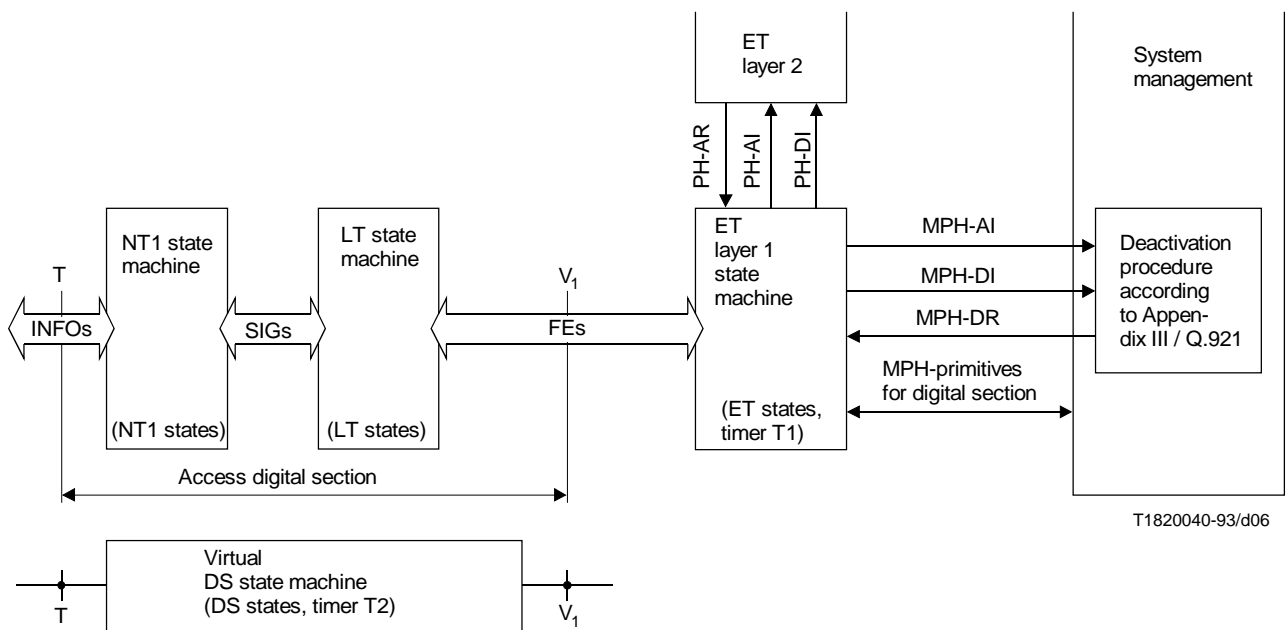 ET
layer 2
System
management
PH-AR
PH-AI
PH-DI
NT1 state
machine
LT state
machine
ET
layer 1
state
machine
MPH-AI
MPH-DI
MPH-DR
Deactivation
procedure
according
to Appen-
dix III / Q.921
T
V1
INFOs
SIGs
FEs
MPH-primitives
for digital section
(NT1 states)
(LT states)
(ET states,
timer T1)
Access digital section
T1820040-93/d06
Virtual
DS state machine
(DS states, timer T2)
T
V1